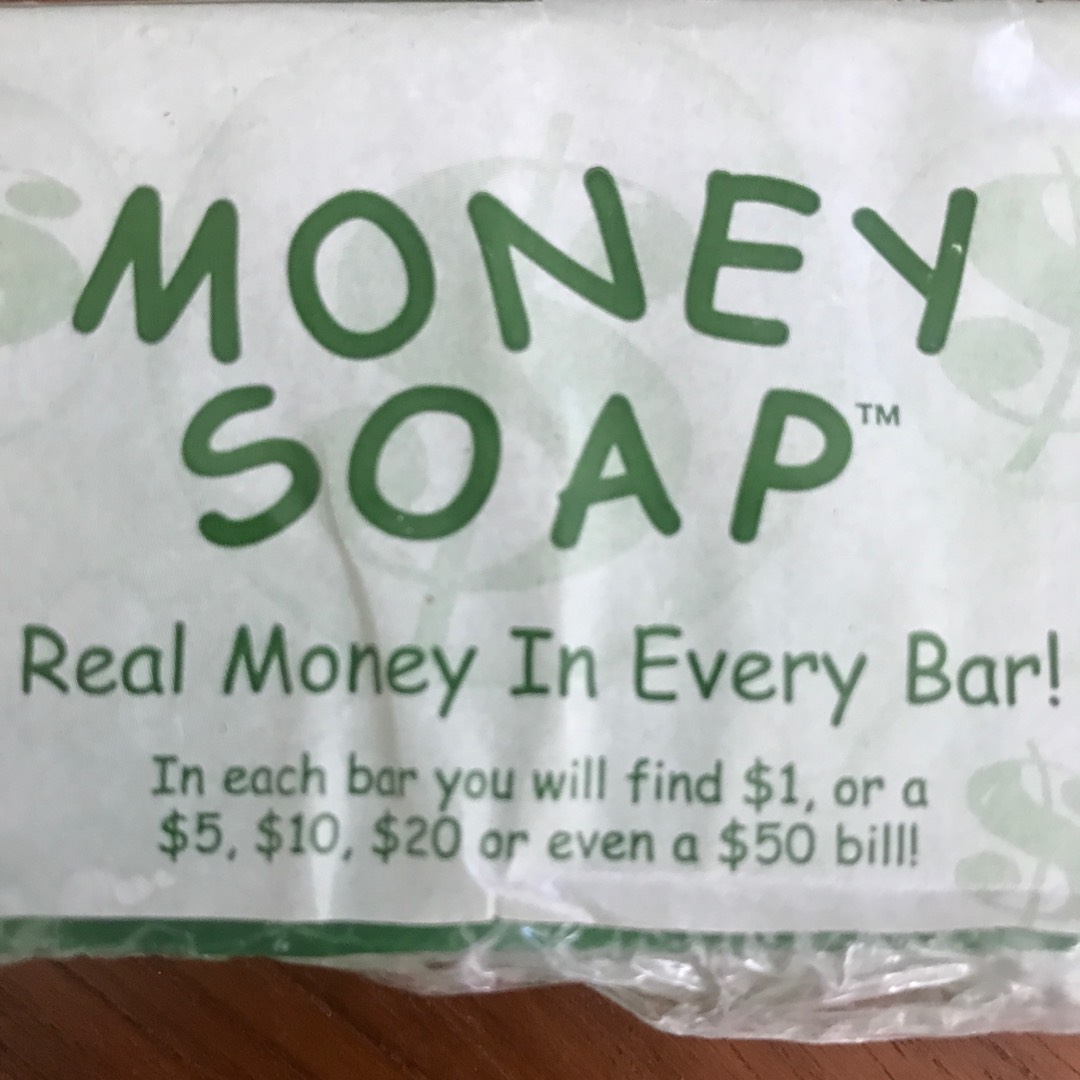 MONEY
SOAP™
Real Money In Every Bar!
In each bar you will find $1, or a
$5, $10, $20 or even a $50 bill!